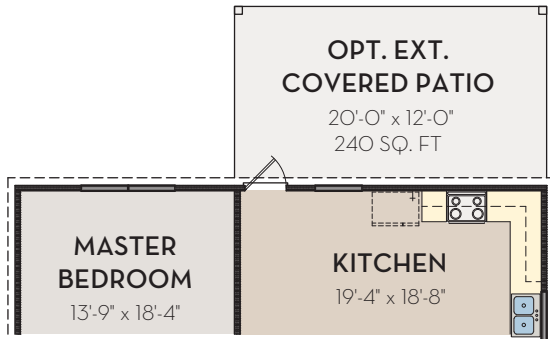 OPT. EXT.
COVERED PATIO
20'-0" x 12'-0"
240 SQ. FT
MASTER
BEDROOM
13'-9" x 18'-4"
KITCHEN
19'-4" x 18'-8"